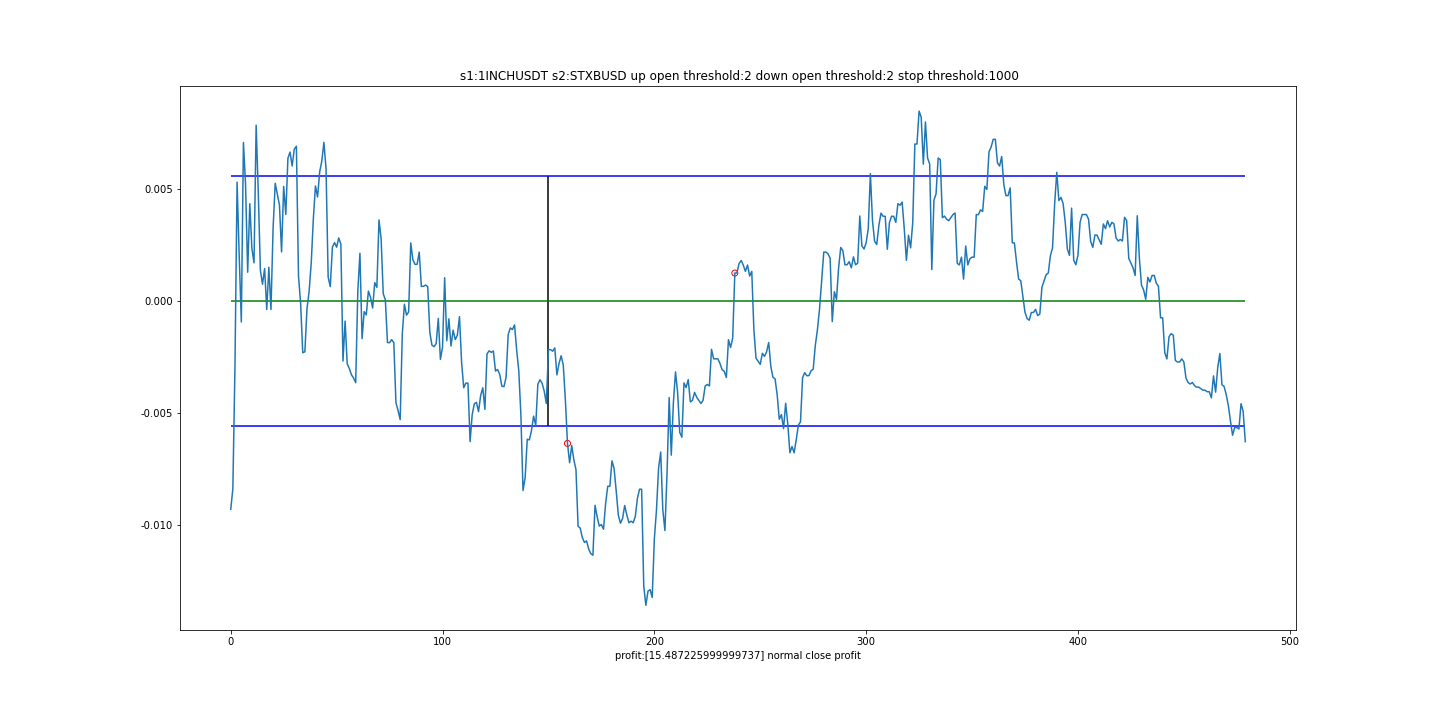 s1:1INCHUSDT s2:STXBUSD up open threshold:2 down open threshold:2 stop threshold:1000
0.005
0.000
-0.005
-0.010
0 100 200 300 400 500
profit:[15.487225999999737] normal close profit